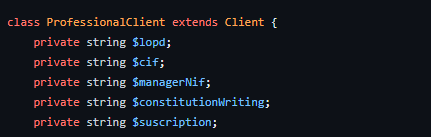 class ProfessionalClient extends Client {
    private string $lopd;
    private string $cif;
    private string $managerNif;
    private string $constitutionWriting;
    private string $suscription;